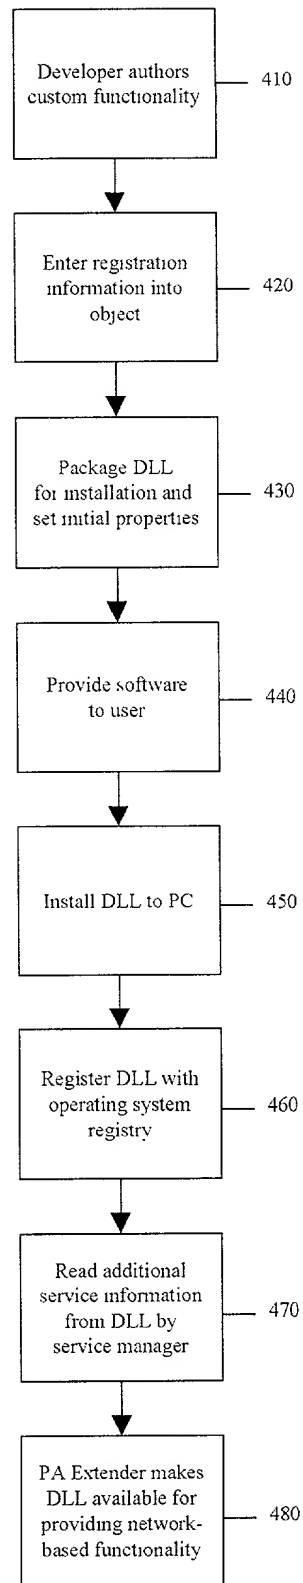 Developer authors
custom functionality
410
Enter registration
information into
object
420
Package DLL
for installation and
set initial properties
430
Provide software
to user
440
Install DLL to PC
450
Register DLL with
operating system
registry
460
Read additional
service information
from DLL by
service manager
470
PA Extender makes
DLL available for
providing network-
based functionality
480